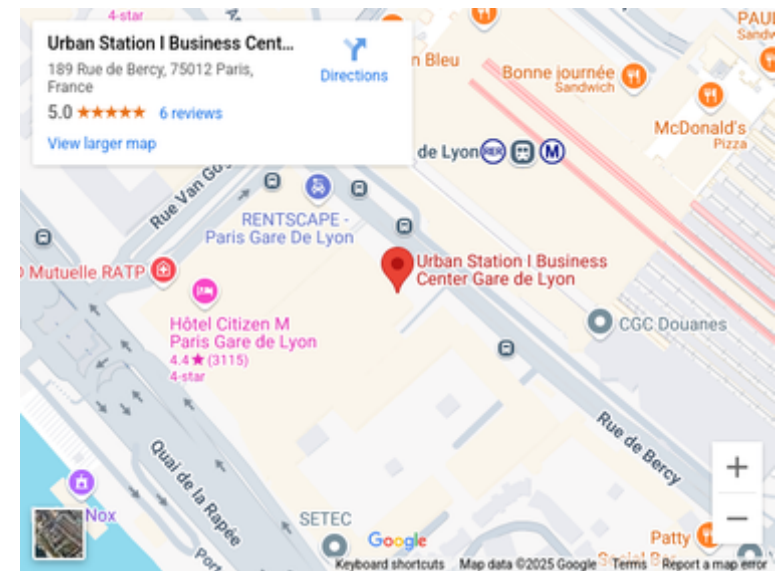 4-star
Urban Station I Business Cent...
189 Rue de Bercy, 75012 Paris,
France
5.0 ★★★★★ 6 reviews
View larger map
Directions
n Bleu
Bonne journée
Sandwich
PAUL
McDonald's
Pizza
de Lyon RER M
Rue Van
RENTSCAPE -
Paris Gare De Lyon
Mutuelle RATP
Urban Station I Business
Center Gare de Lyon
Hôtel Citizen M
Paris Gare de Lyon
4.4 ★ (3115)
4-star
CGC Douanes
Rue de Bercy
Quai de la Rapée
Nox
SETEC
Port
Google
Patty
+
−
Keyboard shortcuts
Map data ©2025 Google
Terms
Report a map error